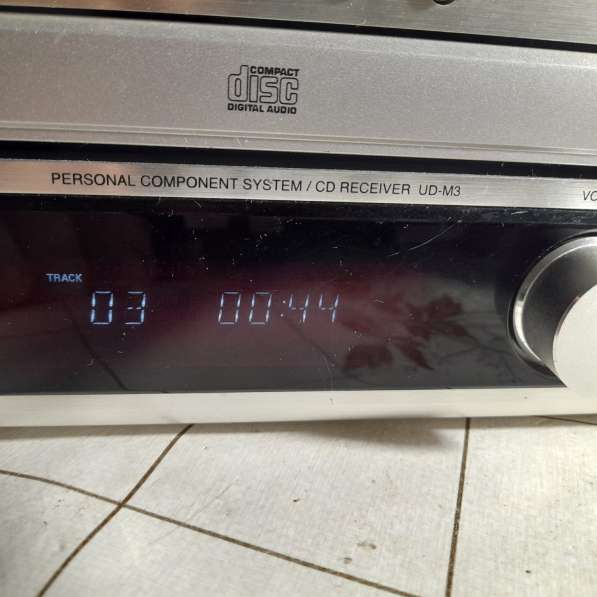 COMPACT
disc
DIGITAL AUDIO
PERSONAL COMPONENT SYSTEM / CD RECEIVER UD-M3
TRACK
03 00:44